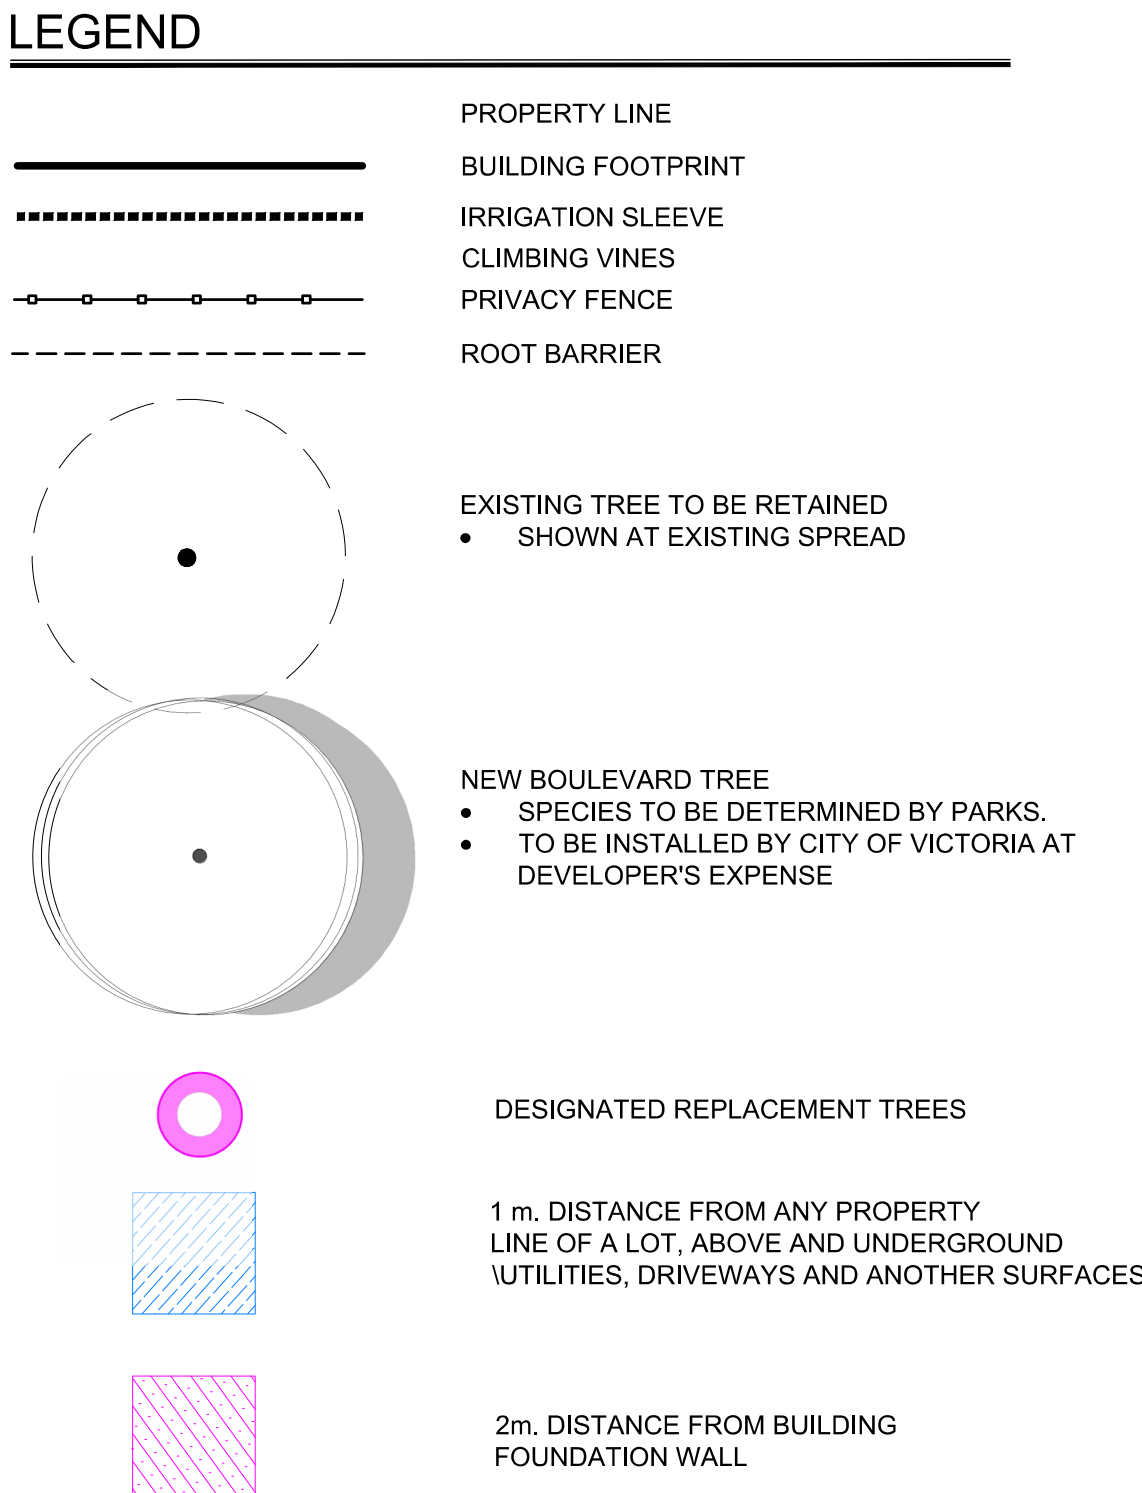 LEGEND
PROPERTY LINE
BUILDING FOOTPRINT
IRRIGATION SLEEVE
CLIMBING VINES
PRIVACY FENCE
ROOT BARRIER
EXISTING TREE TO BE RETAINED
• SHOWN AT EXISTING SPREAD
NEW BOULEVARD TREE
• SPECIES TO BE DETERMINED BY PARKS.
• TO BE INSTALLED BY CITY OF VICTORIA AT
DEVELOPER'S EXPENSE
DESIGNATED REPLACEMENT TREES
1 m. DISTANCE FROM ANY PROPERTY
LINE OF A LOT, ABOVE AND UNDERGROUND
\UTILITIES, DRIVEWAYS AND ANOTHER SURFACES
2m. DISTANCE FROM BUILDING
FOUNDATION WALL